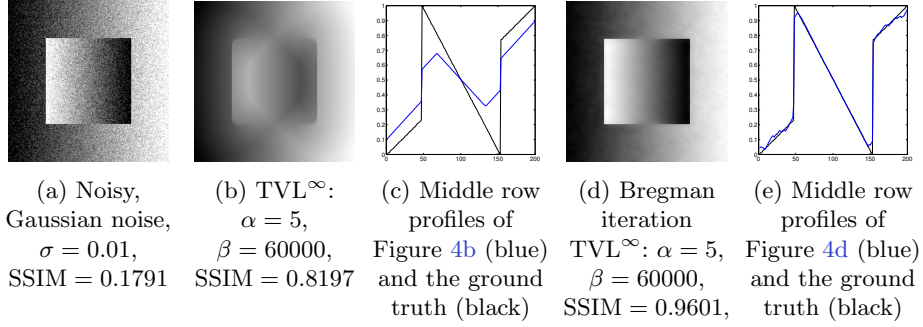 1
0.9
0.8
0.7
0.6
0.5
0.4
0.3
0.2
0.1
0
0 50 100 150 200
1
0.9
0.8
0.7
0.6
0.5
0.4
0.3
0.2
0.1
0
0 50 100 150 200
(a) Noisy,
Gaussian noise,
σ = 0.01,
SSIM = 0.1791
(b) TVL∞:
α = 5,
β = 60000,
SSIM = 0.8197
(c) Middle row
profiles of
Figure 4b (blue)
and the ground
truth (black)
(d) Bregman
iteration
TVL∞: α = 5,
β = 60000,
SSIM = 0.9601,
(e) Middle row
profiles of
Figure 4d (blue)
and the ground
truth (black)